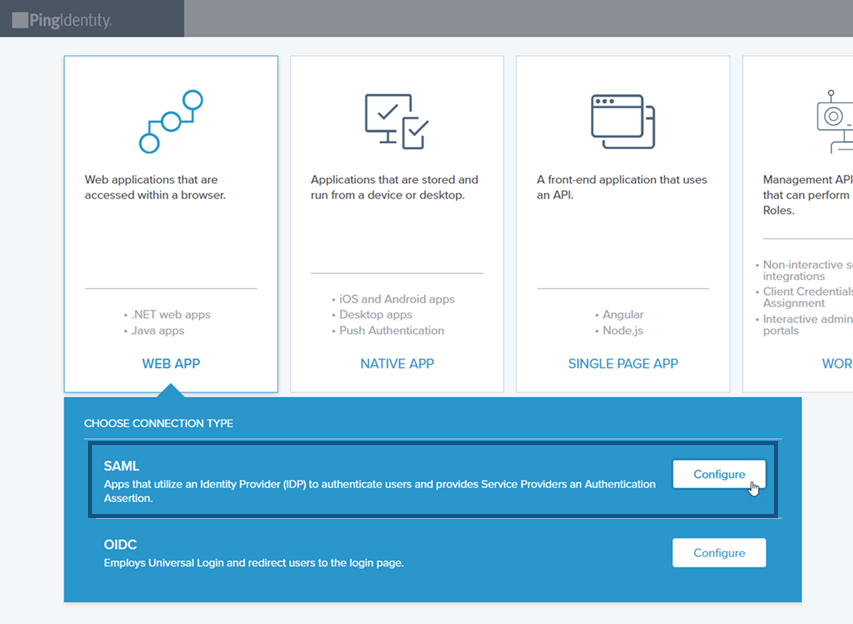 PingIdentity.
Web applications that are
accessed within a browser.
• .NET web apps
• Java apps
WEB APP
Applications that are stored and
run from a device or desktop.
• iOS and Android apps
• Desktop apps
• Push Authentication
NATIVE APP
A front-end application that uses
an API.
• Angular
• Node.js
SINGLE PAGE APP
Management API
that can perform
Roles.
• Non-interactive
integrations
• Client Credentials
Assignment
• Interactive admin
portals
WOR
CHOOSE CONNECTION TYPE
SAML
Apps that utilize an Identity Provider (IDP) to authenticate users and provides Service Providers an Authentication
Assertion.
Configure
OIDC
Employs Universal Login and redirect users to the login page.
Configure